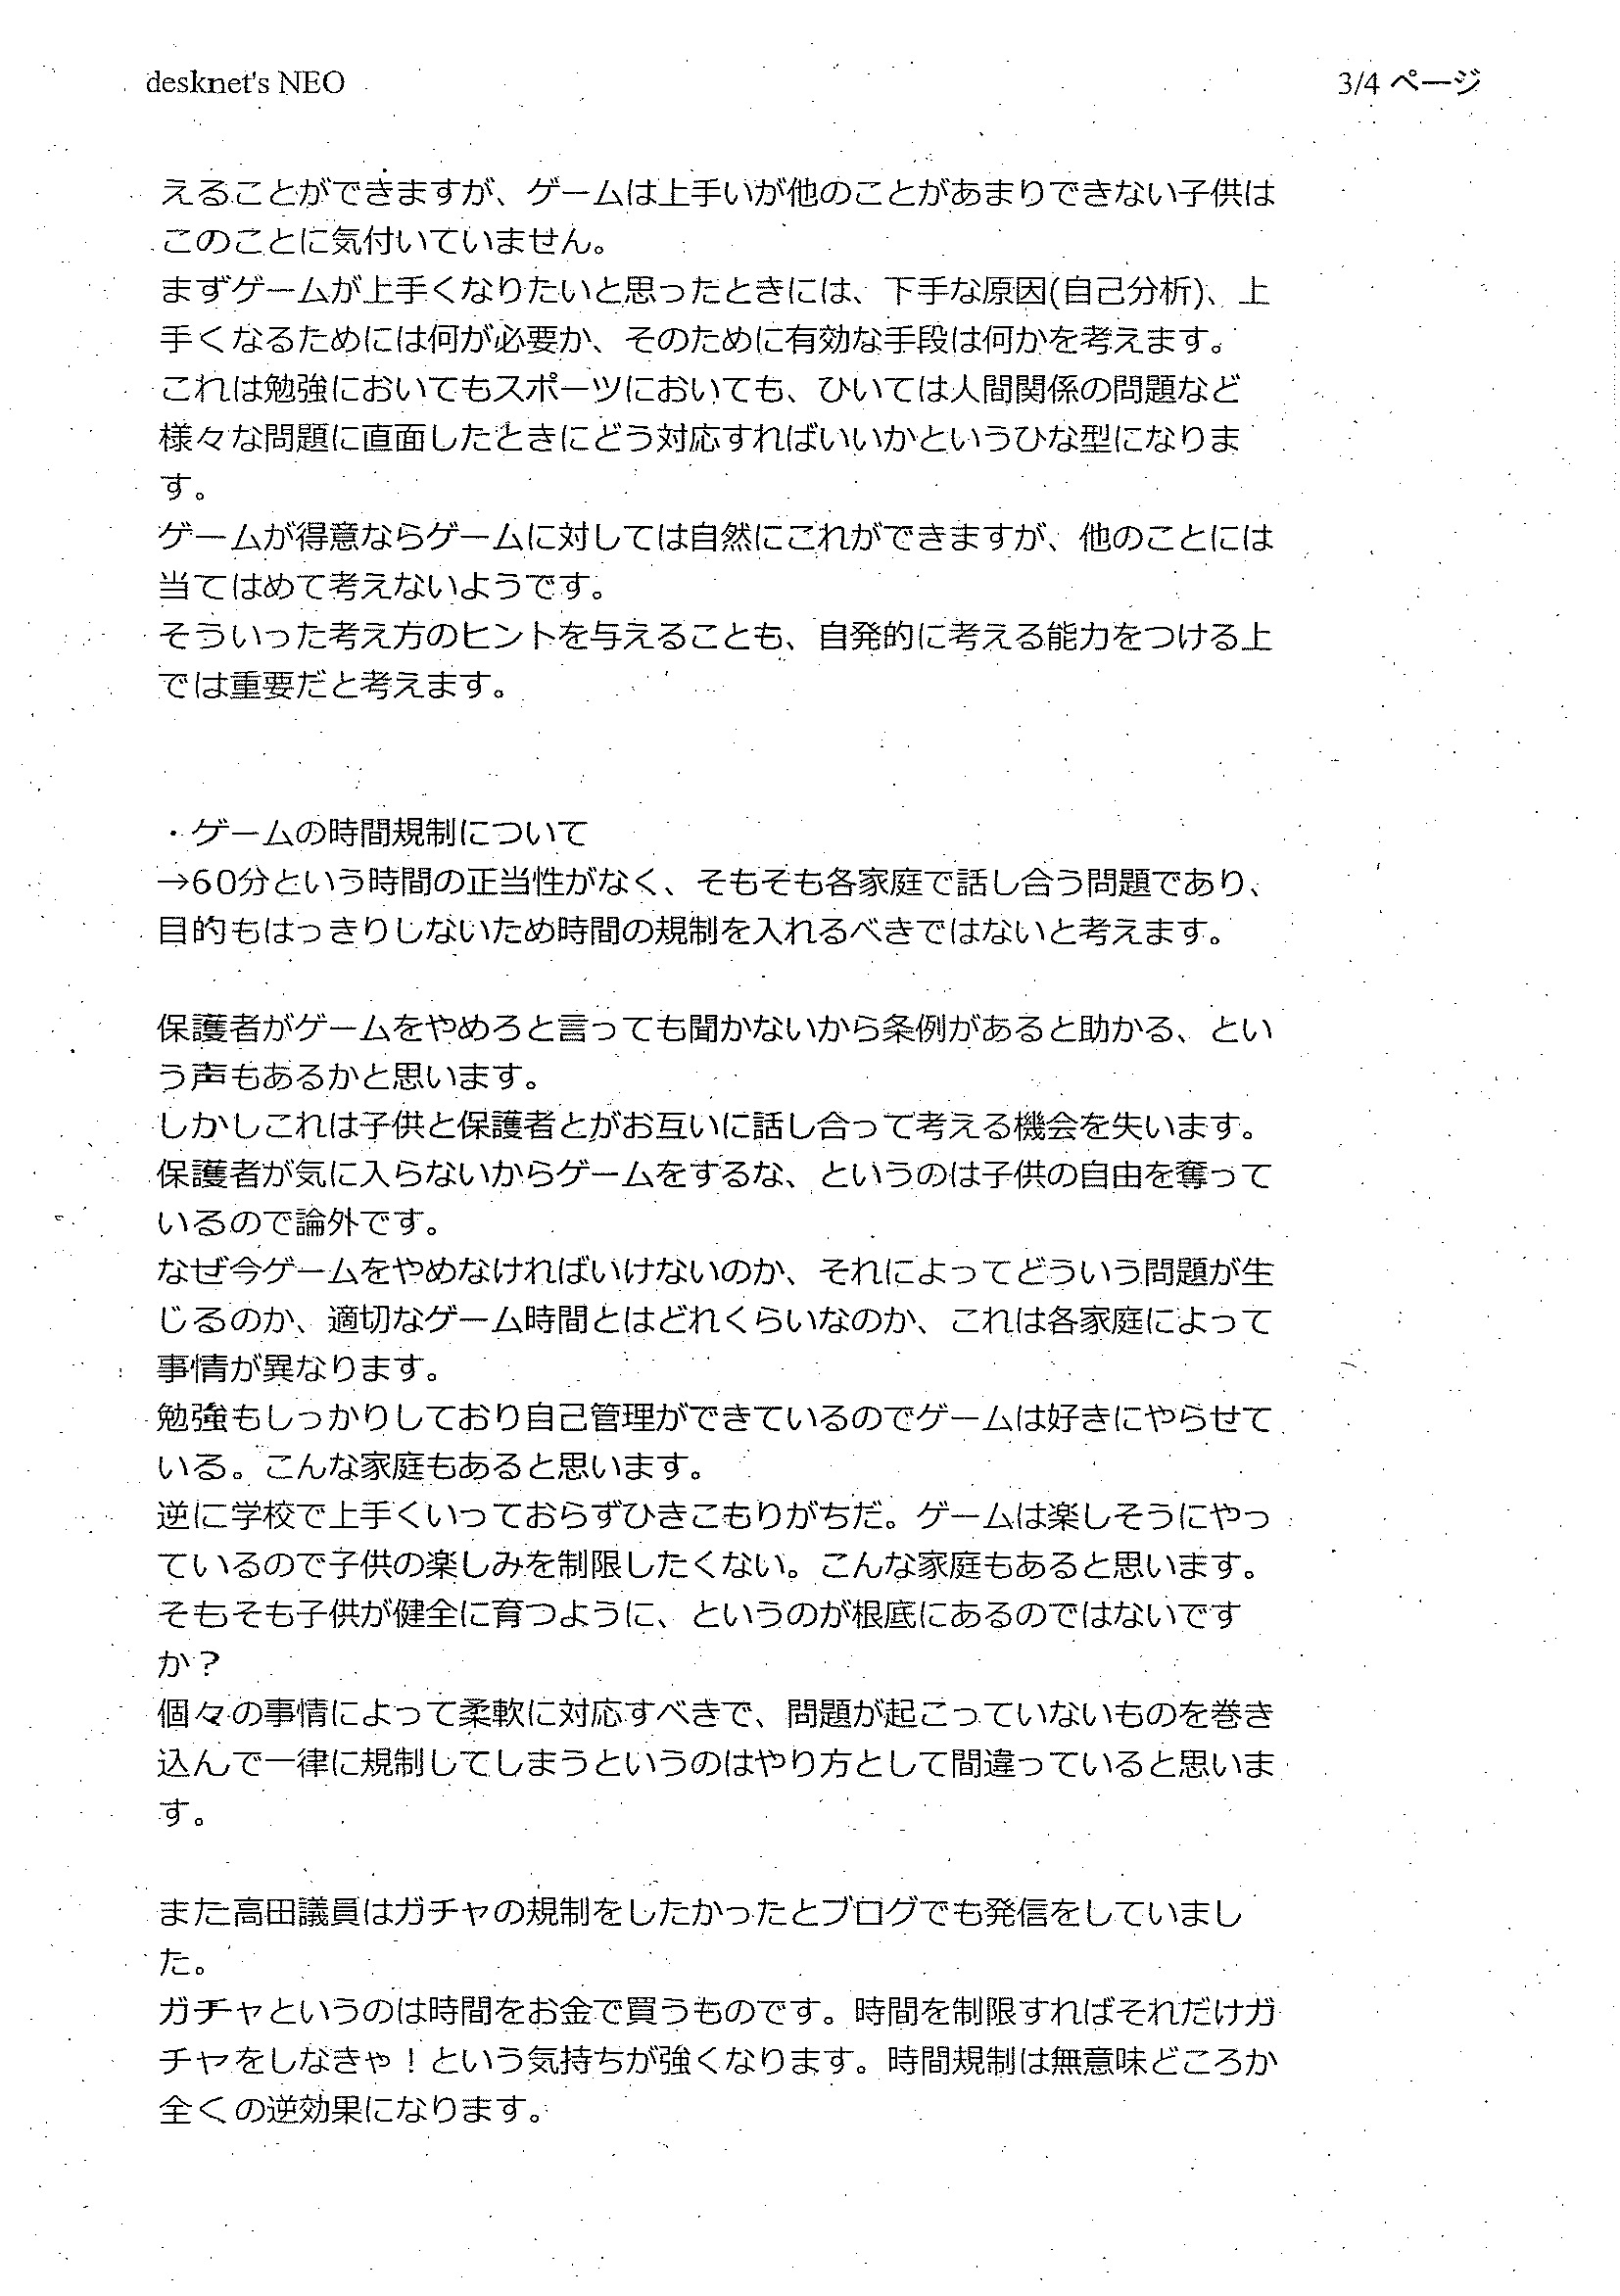 desknet's NEO
3/4 ページ
えることができますが、ゲームは上手いが他のことがあまりできない子供は
このことに気付いていません。
まずゲームが上手くなりたいと思ったときには、下手な原因(自己分析)、上
手くなるためには何が必要か、そのために有効な手段は何かを考えます。
これは勉強においてもスポーツにおいても、ひいては人間関係の問題など
様々な問題に直面したときにどう対応すればいいかというひな型になりま
す。
ゲームが得意ならゲームに対しては自然にこれができますが、他のことには
当てはめて考えないようです。
そういった考え方のヒントを与えることも、自発的に考える能力をつける上
では重要だと考えます。
・ゲームの時間規制について
→60分という時間の正当性がなく、そもそも各家庭で話し合う問題であり、
目的もはっきりしないため時間の規制を入れるべきではないと考えます。
保護者がゲームをやめろと言っても聞かないから条例があると助かる、とい
う声もあるかと思います。
しかしこれは子供と保護者とがお互いに話し合って考える機会を失います。
保護者が気に入らないからゲームをするな、というのは子供の自由を奪って
いるので論外です。
なぜ今ゲームをやめなければいけないのか、それによってどういう問題が生
じるのか、適切なゲーム時間とはどれくらいなのか、これは各家庭によって
事情が異なります。
勉強もしっかりしており自己管理ができているのでゲームは好きにやらせて
いる。こんな家庭もあると思います。
逆に学校で上手くいっておらずひきこもりがちだ。ゲームは楽しそうにやっ
ているので子供の楽しみを制限したくない。こんな家庭もあると思います。
そもそも子供が健全に育つように、というのが根底にあるのではないです
か?
個々の事情によって柔軟に対応すべきで、問題が起こっていないものを巻き
込んで一律に規制してしまうというのはやり方として間違っていると思いま
す。
また高田議員はガチャの規制をしたかったとブログでも発信をしていまし
た。
ガチャというのは時間をお金で買うものです。時間を制限すればそれだけガ
チャをしなきゃ!という気持ちが強くなります。時間規制は無意味どころか
全くの逆効果になります。